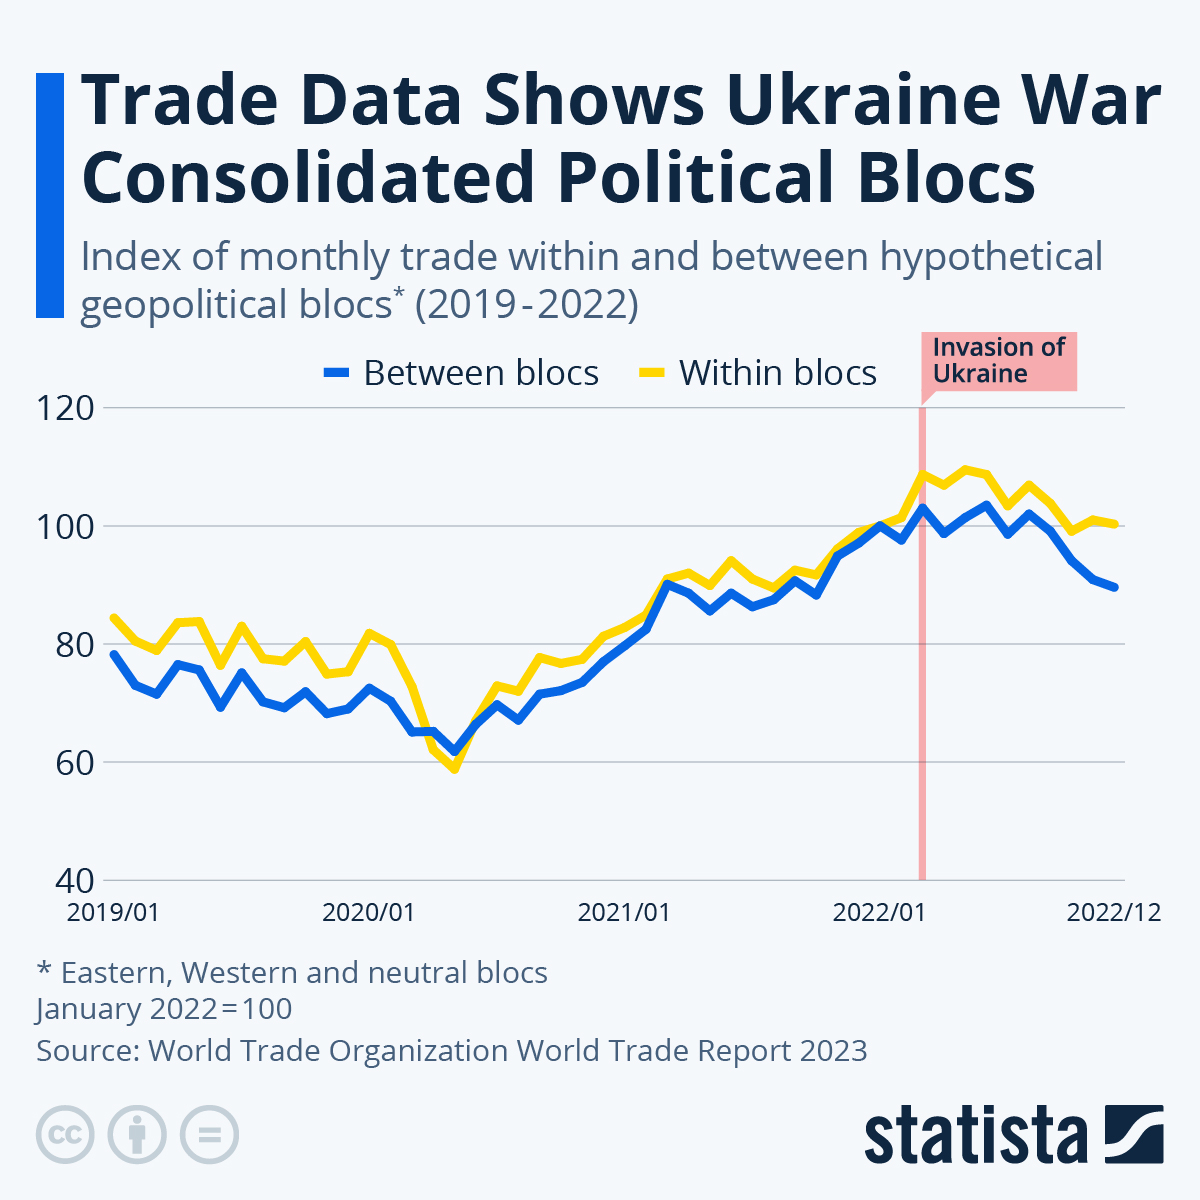 Trade Data Shows Ukraine War
Consolidated Political Blocs
Index of monthly trade within and between hypothetical
geopolitical blocs* (2019-2022)
Between blocs
Within blocs
Invasion of
Ukraine
120
100
80
60
40
2019/01
2020/01
2021/01
2022/01
2022/12
* Eastern, Western and neutral blocs
January 2022=100
Source: World Trade Organization World Trade Report 2023
cc
statista